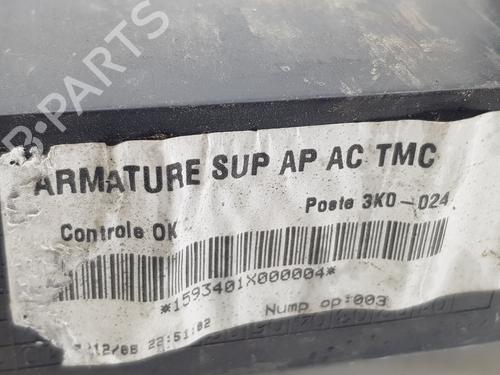 B-PARTS
ARMATURE SUP AP AC TMC
Controle OK
Poste 3K0-024
*1593401X000004*
Nump op:003
12/08 22:51:02